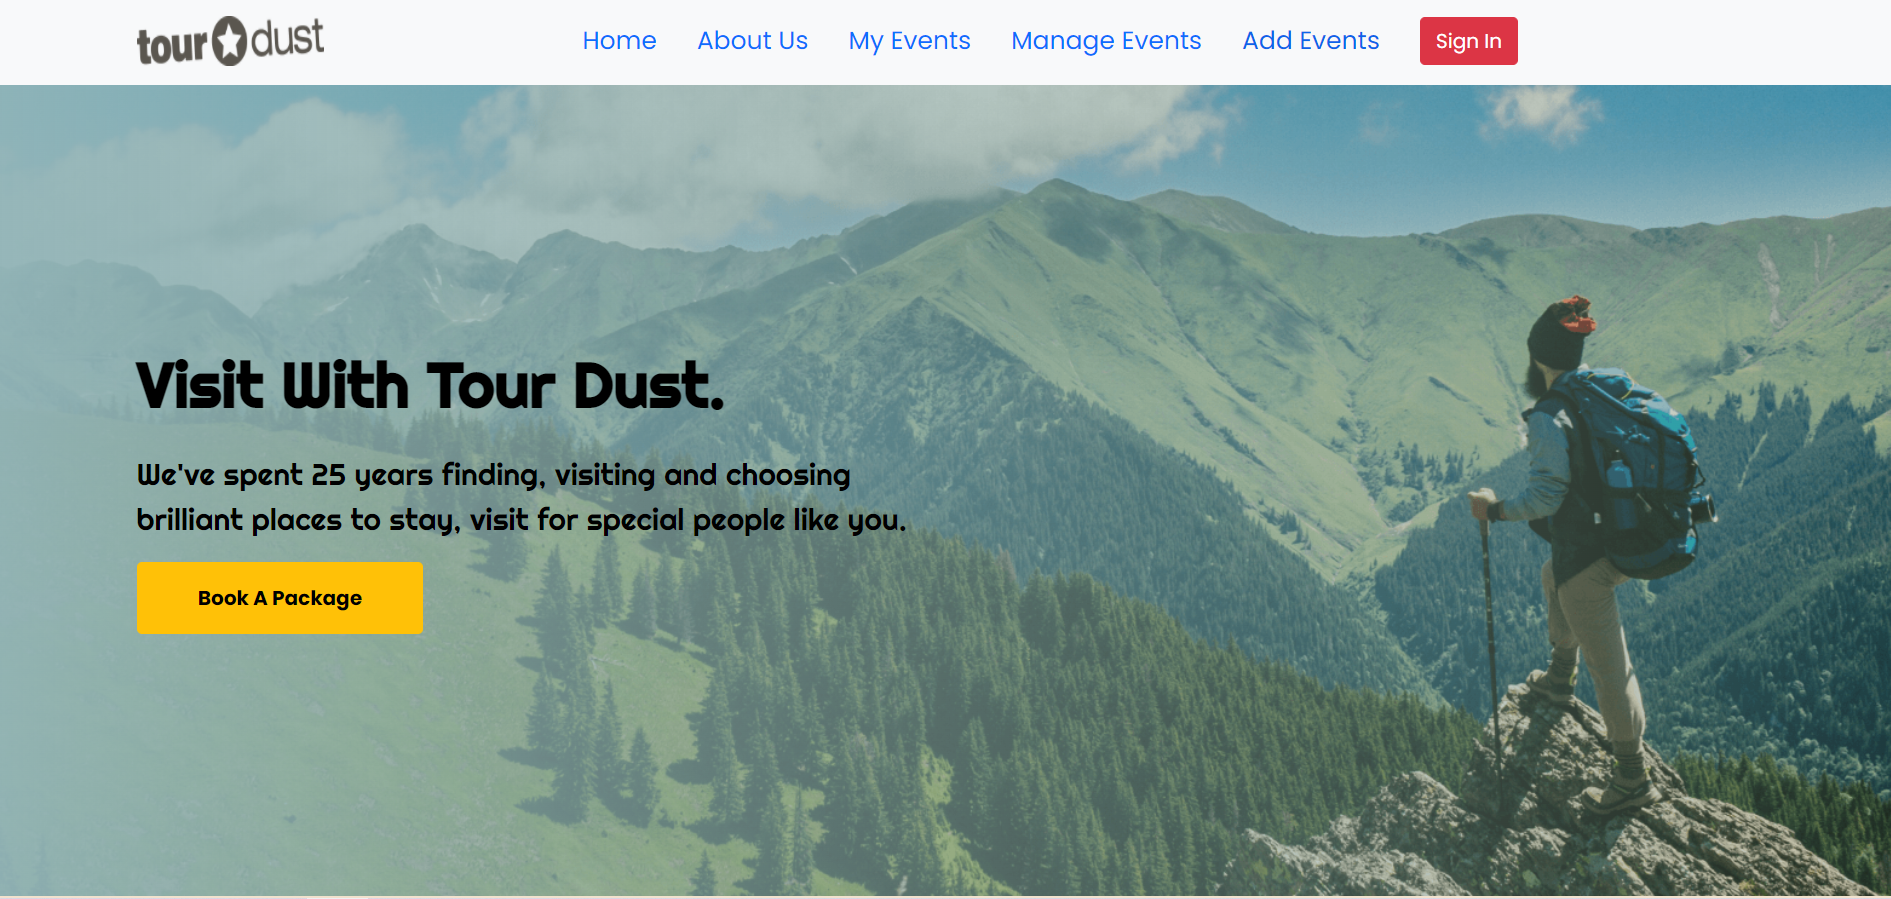 tour dust
Home About Us My Events Manage Events Add Events Sign In
Visit With Tour Dust.
We've spent 25 years finding, visiting and choosing
brilliant places to stay, visit for special people like you.
Book A Package